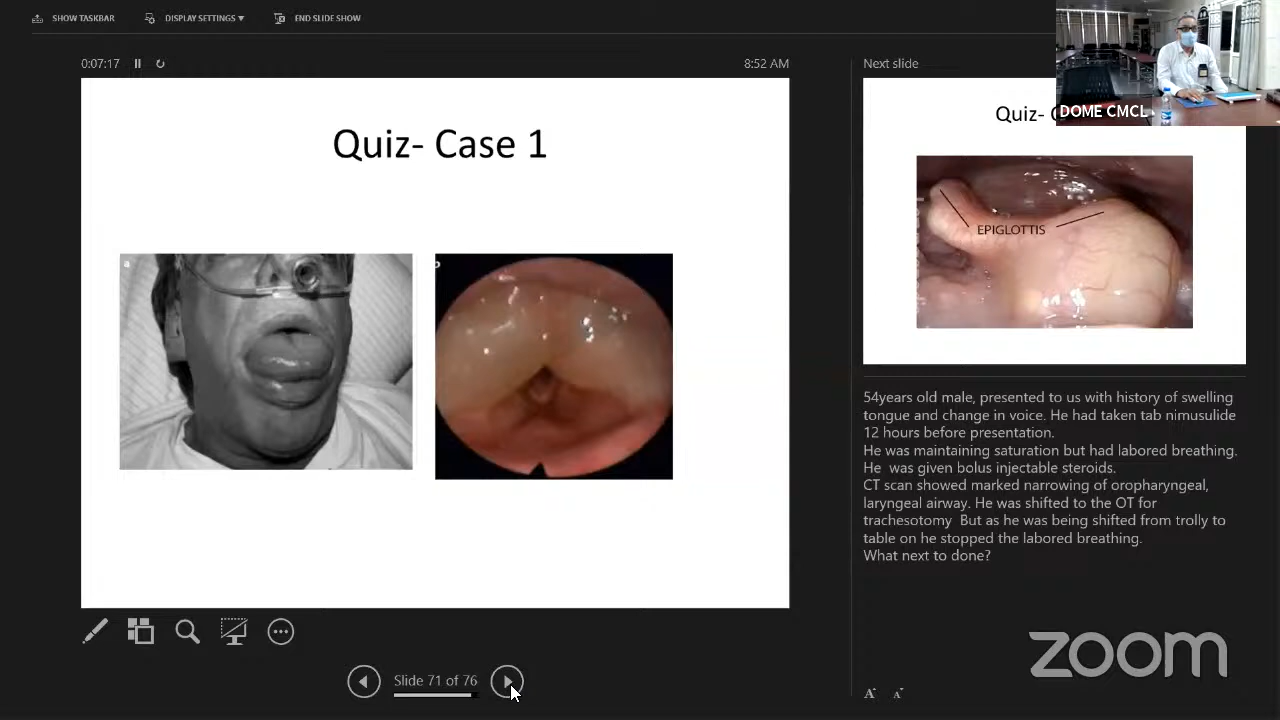 SHOW TASKBAR
DISPLAY SETTINGS ▼
END SLIDE SHOW
0:07:17
8:52 AM
Quiz- Case 1
a
b
Slide 71 of 76
Next slide
Quiz-
DOME CMCL
EPIGLOTTIS
54years old male, presented to us with history of swelling
tongue and change in voice. He had taken tab nimusulide
12 hours before presentation.
He was maintaining saturation but had labored breathing.
He was given bolus injectable steroids.
CT scan showed marked narrowing of oropharyngeal,
laryngeal airway. He was shifted to the OT for
trachesotomy But as he was being shifted from trolly to
table on he stopped the labored breathing.
What next to done?
A A
zoom